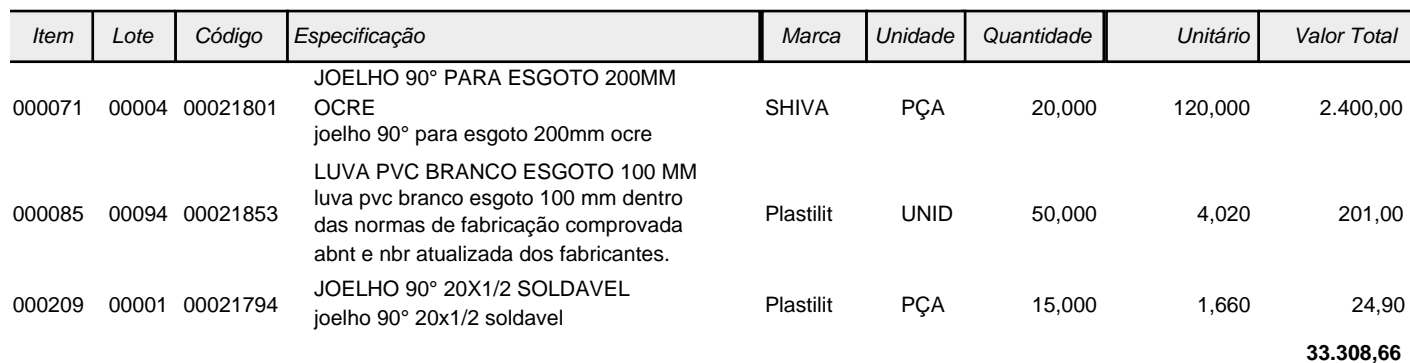 Item Lote Código Especificação Marca Unidade Quantidade Unitário Valor Total
JOELHO 90° PARA ESGOTO 200MM
000071 00004 00021801 OCRE SHIVA PÇA 20,000 120,000 2.400,00
joelho 90° para esgoto 200mm ocre
LUVA PVC BRANCO ESGOTO 100 MM
luva pvc branco esgoto 100 mm dentro
000085 00094 00021853 das normas de fabricação comprovada Plastilit UNID 50,000 4,020 201,00
abnt e nbr atualizada dos fabricantes.
JOELHO 90° 20X1/2 SOLDAVEL
000209 00001 00021794 joelho 90° 20x1/2 soldavel Plastilit PÇA 15,000 1,660 24,90
33.308,66